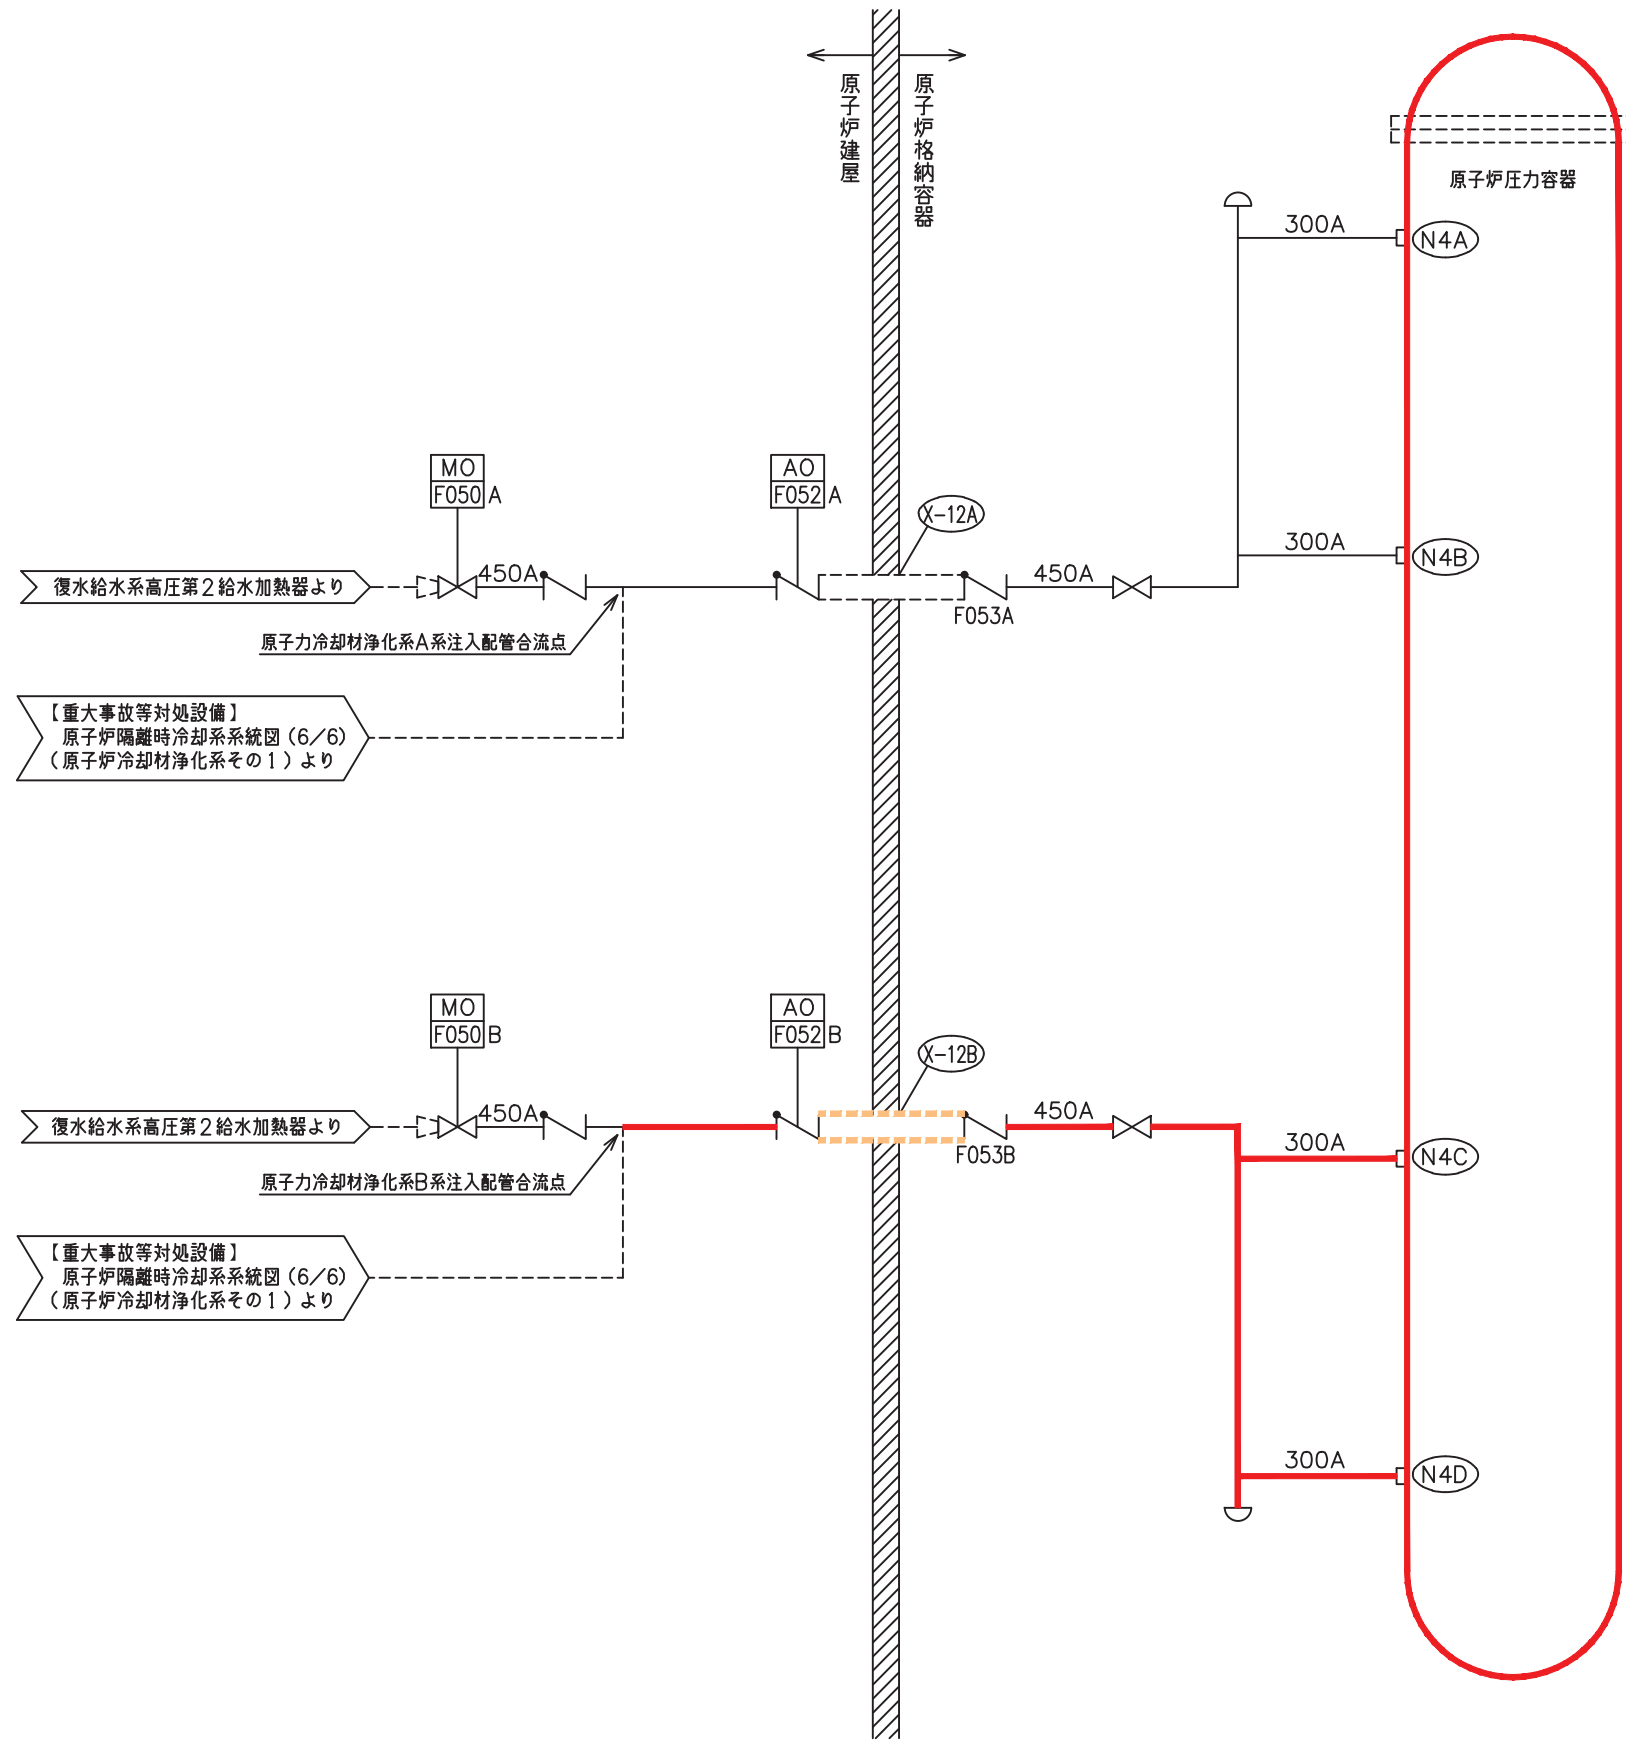 原子炉建屋
原子炉格納容器
原子炉圧力容器
300A
N4A
MO
F050 A
AO
F052 A
X-12A
300A
N4B
復水給水系高圧第2給水加熱器より
450A
450A
F053A
原子力冷却材浄化系A系注入配管合流点
【重大事故等対処設備】
原子炉隔離時冷却系系統図(6/6)
(原子炉冷却材浄化系その1)より
MO
F050 B
AO
F052 B
X-12B
復水給水系高圧第2給水加熱器より
450A
450A
F053B
300A
N4C
原子力冷却材浄化系B系注入配管合流点
【重大事故等対処設備】
原子炉隔離時冷却系系統図(6/6)
(原子炉冷却材浄化系その1)より
300A
N4D